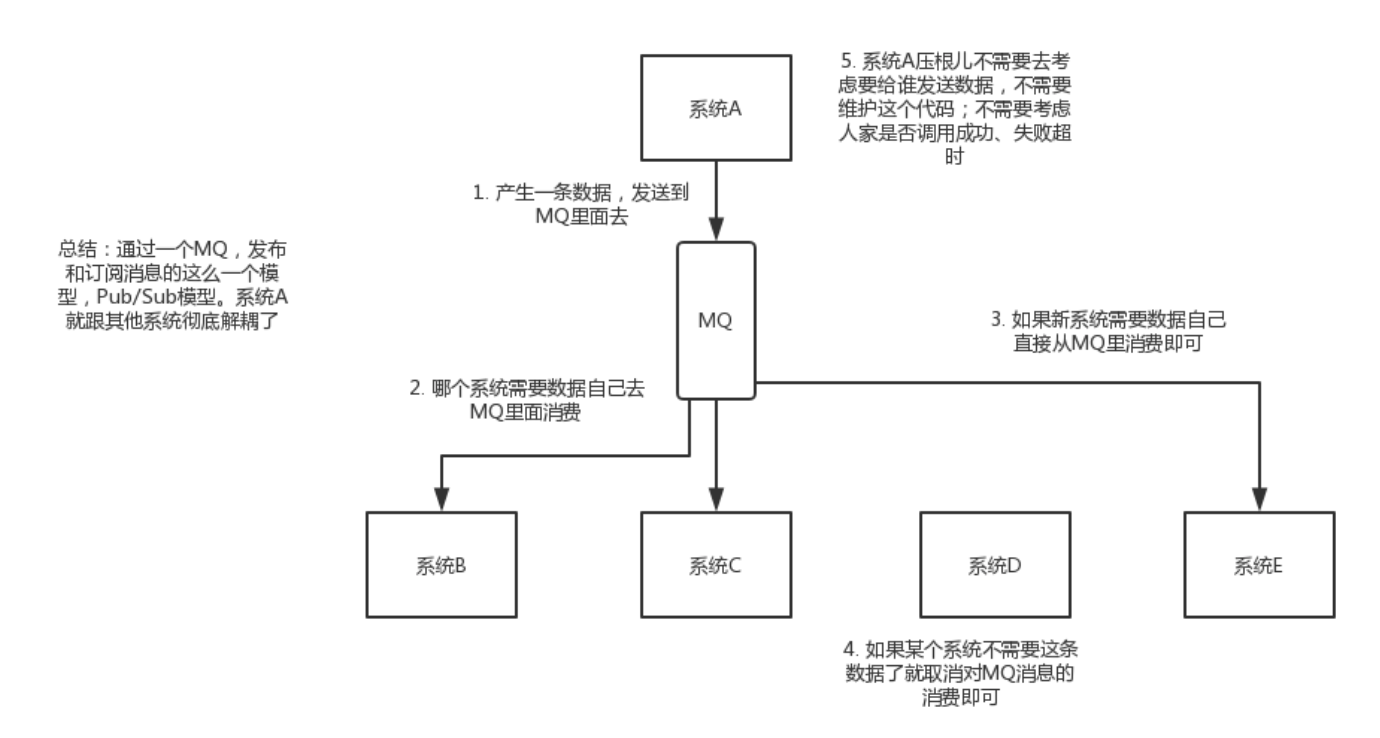 系统A
5. 系统A压根儿不需要去考
虑要给谁发送数据，不需要
维护这个代码；不需要考虑
人家是否调用成功、失败超
时
1. 产生一条数据，发送到
MQ里面去
总结：通过一个MQ，发布
和订阅消息的这么一个模
型，Pub/Sub模型。系统A
就跟其他系统彻底解耦了
MQ
3. 如果新系统需要数据自己
直接从MQ里消费即可
2. 哪个系统需要数据自己去
MQ里面消费
系统B
系统C
系统D
系统E
4. 如果某个系统不需要这条
数据了就取消对MQ消息的
消费即可